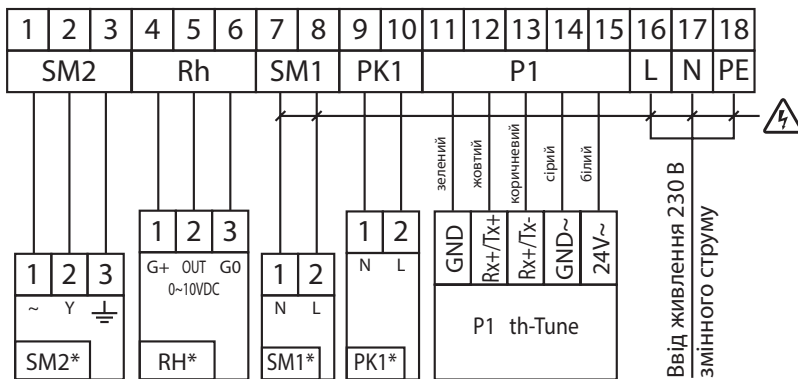 1 2 3 4 5 6 7 8 9 10 11 12 13 14 15 16 17 18
SM2 Rh SM1 PK1 P1 L N PE
зелений
жовтий
коричневий
сірий
білий
1 2 3
~ Y
SM2*
1 2 3
G+ OUT G0
0~10VDC
RH*
1 2
N L
SM1*
1 2
N L
PK1*
GND
Rx+/Tx+
Rx+/Tx-
GND~
24V~
P1 th-Tune
Ввід живлення 230 В
змінного струму